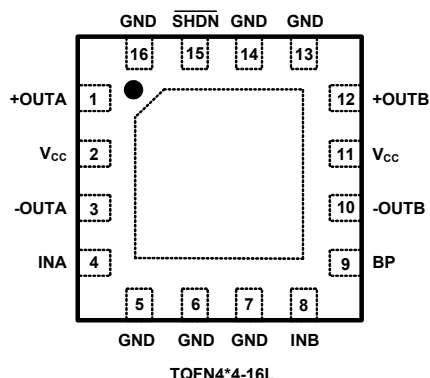 GND SHDN GND GND
16 15 14 13
+OUTA 1 12 +OUTB
VCC 2 11 VCC
-OUTA 3 10 -OUTB
INA 4 9 BP
5 6 7 8
GND GND GND INB
TQFN4*4-16L